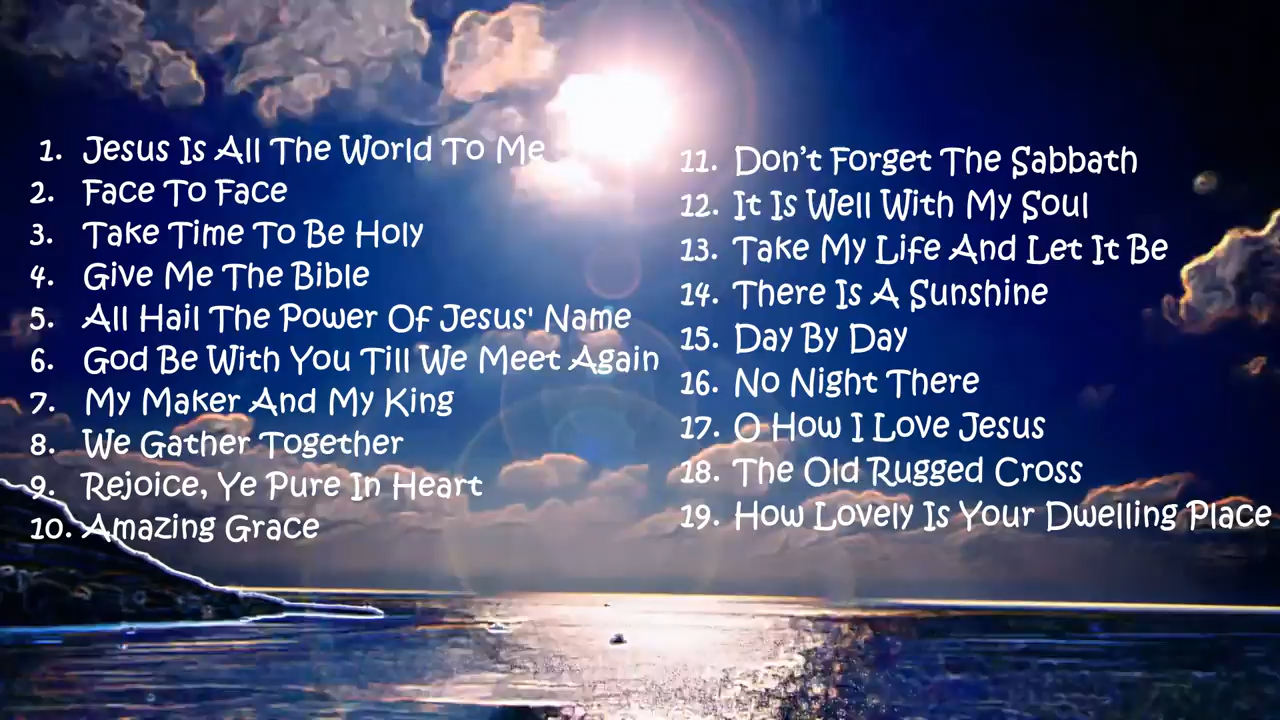 1. Jesus Is All The World To Me
2. Face To Face
3. Take Time To Be Holy
4. Give Me The Bible
5. All Hail The Power Of Jesus' Name
6. God Be With You Till We Meet Again
7. My Maker And My King
8. We Gather Together
9. Rejoice, Ye Pure In Heart
10. Amazing Grace
11. Don’t Forget The Sabbath
12. It Is Well With My Soul
13. Take My Life And Let It Be
14. There Is A Sunshine
15. Day By Day
16. No Night There
17. O How I Love Jesus
18. The Old Rugged Cross
19. How Lovely Is Your Dwelling Place